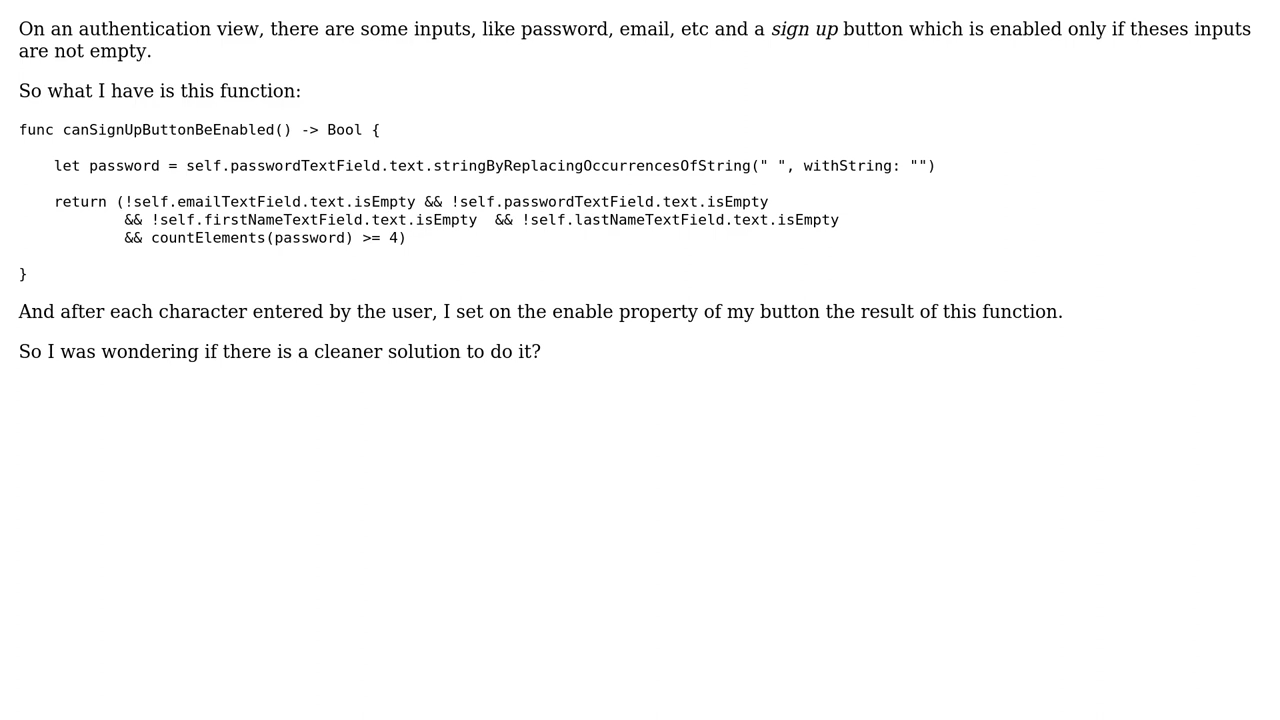 On an authentication view, there are some inputs, like password, email, etc and a sign up button which is enabled only if theses inputs
are not empty.
So what I have is this function:
func canSignUpButtonBeEnabled() -> Bool {
    let password = self.passwordTextField.text.stringByReplacingOccurrencesOfString(" ", withString: "")
    return (!self.emailTextField.text.isEmpty && !self.passwordTextField.text.isEmpty
            && !self.firstNameTextField.text.isEmpty  && !self.lastNameTextField.text.isEmpty
            && countElements(password) >= 4)
}
And after each character entered by the user, I set on the enable property of my button the result of this function.
So I was wondering if there is a cleaner solution to do it?